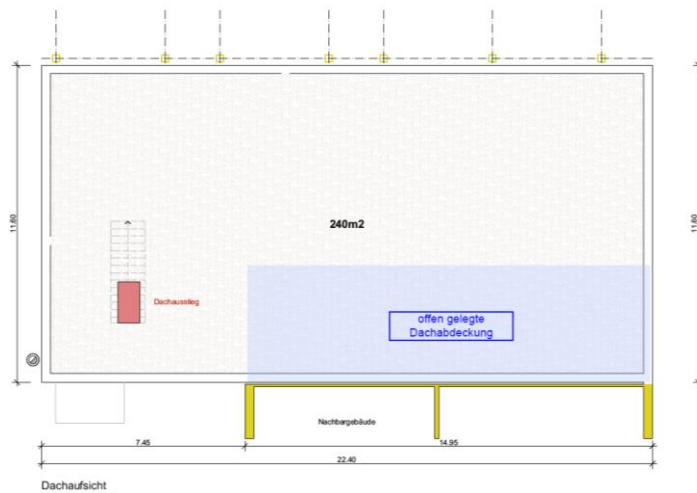 11.60
11.60
240m2
Dachausstieg
offen gelegte
Dachabdeckung
Nachbargebäude
7.45
14.95
22.40
Dachaufsicht